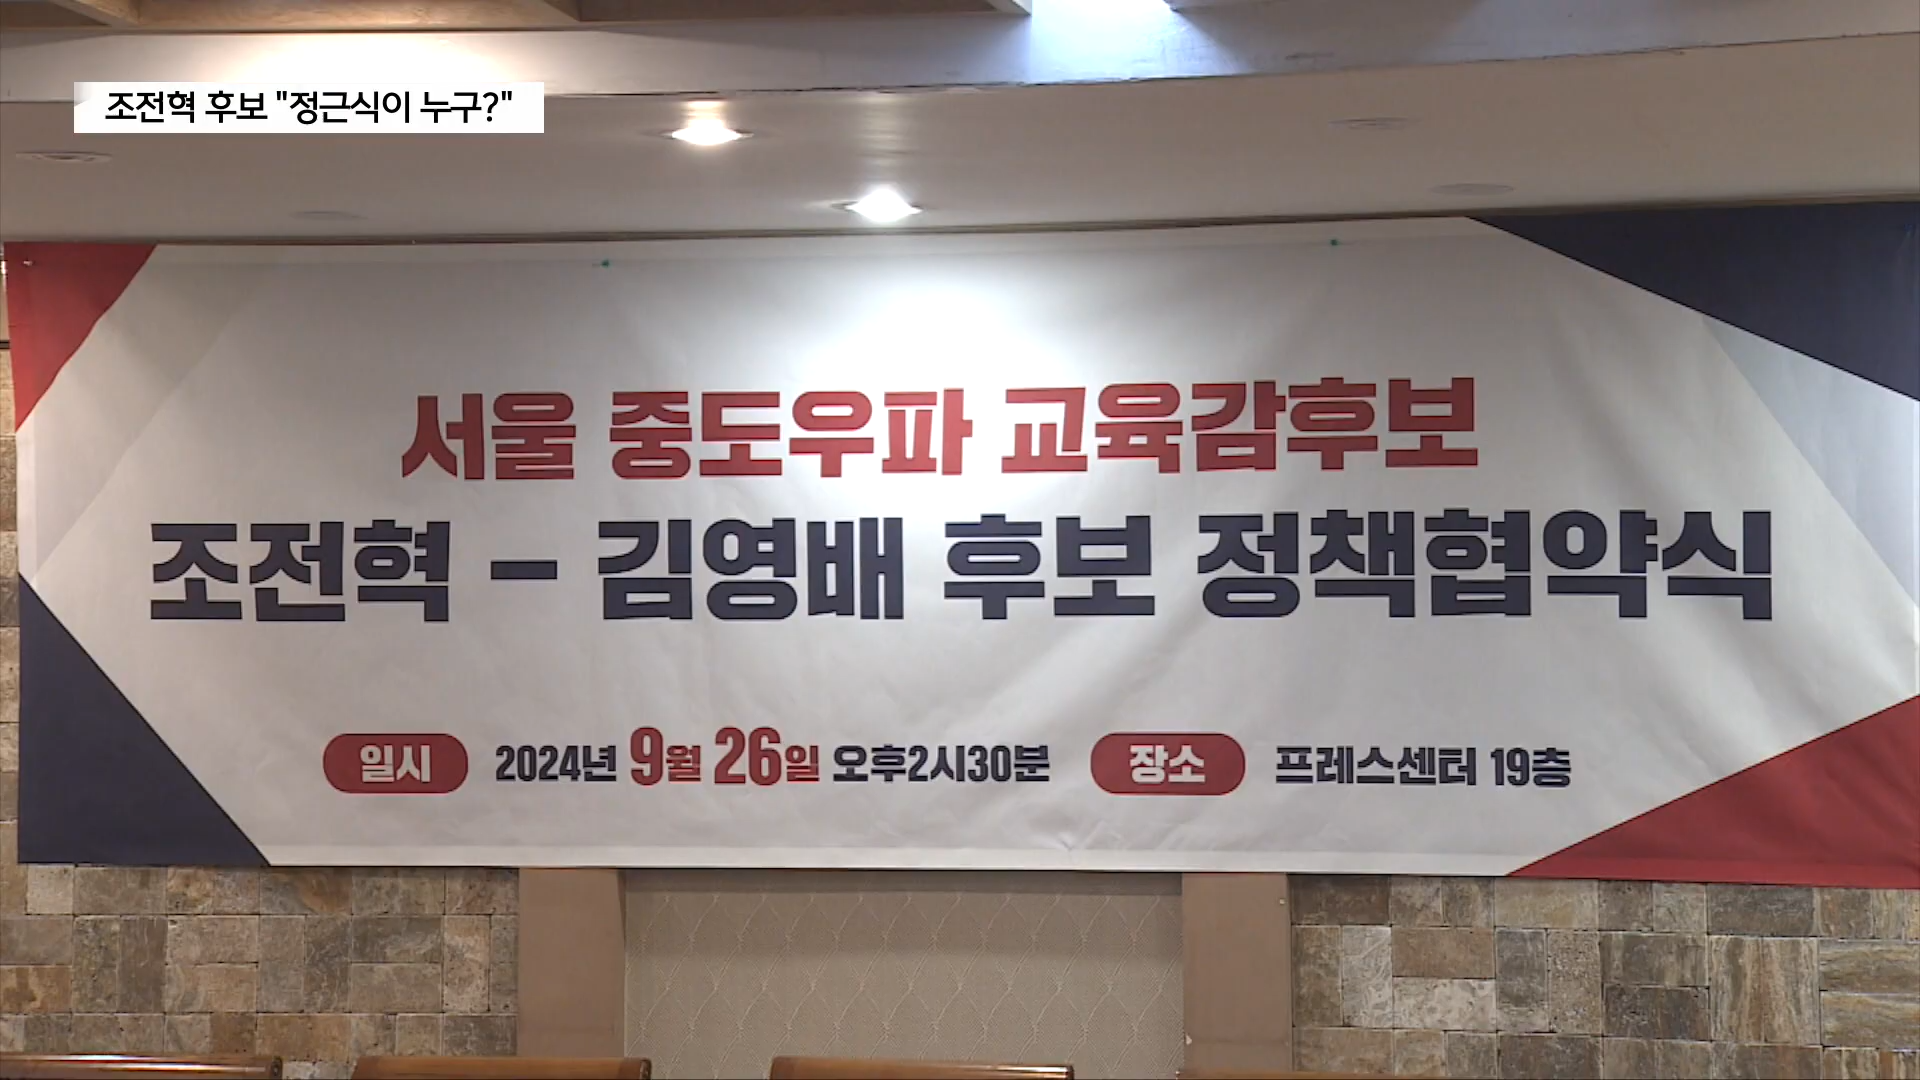 조전혁 후보 "정근식이 누구?"
서울 중도우파 교육감후보
조전혁 - 김영배 후보 정책협약식
일시 2024년 9월 26일 오후2시30분 장소 프레스센터 19층